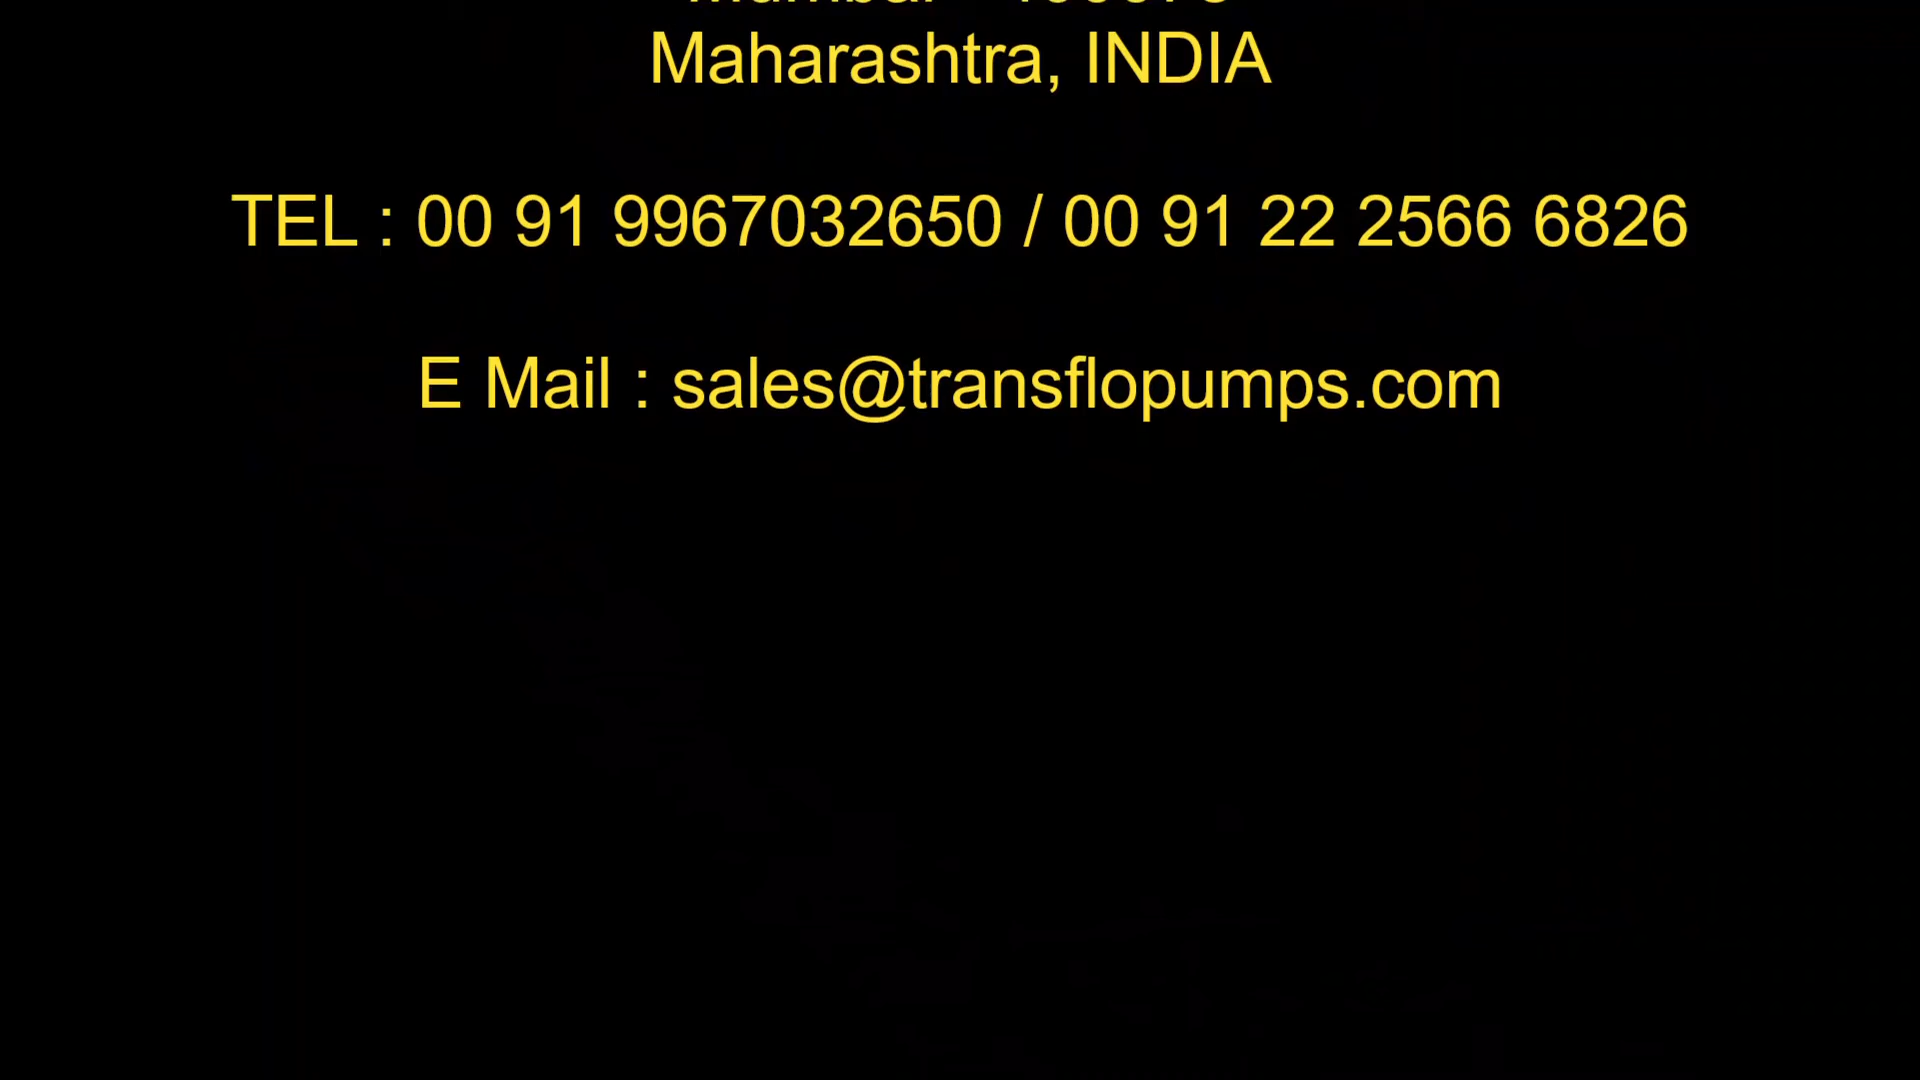 Maharashtra, INDIA
TEL : 00 91 9967032650 / 00 91 22 2566 6826
E Mail : sales@transflopumps.com